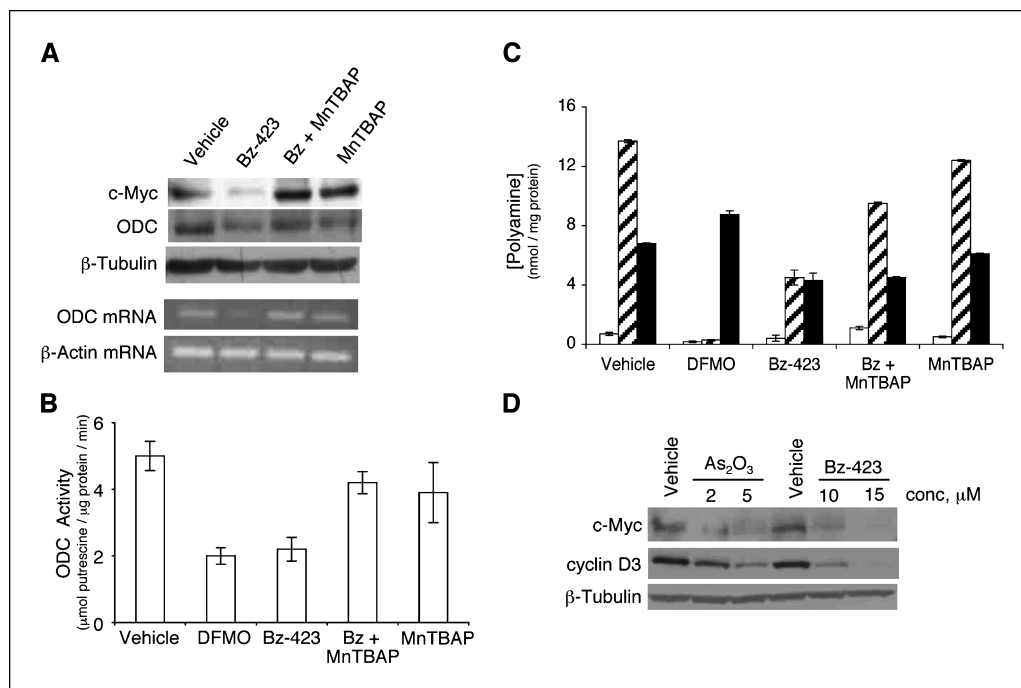 A
Vehicle
Bz-423
Bz + MnTBAP
MnTBAP
c-Myc
ODC
β-Tubulin
ODC mRNA
β-Actin mRNA
B
ODC Activity
(μmol putrescine / μg protein / min)
6
4
2
0
Vehicle
DFMO
Bz-423
Bz +
MnTBAP
MnTBAP
C
[Polyamine]
(nmol / mg protein)
16
12
8
4
0
Vehicle
DFMO
Bz-423
Bz +
MnTBAP
MnTBAP
D
Vehicle
As₂O₃
Vehicle
Bz-423
2 5 10 15 conc, μM
c-Myc
cyclin D3
β-Tubulin